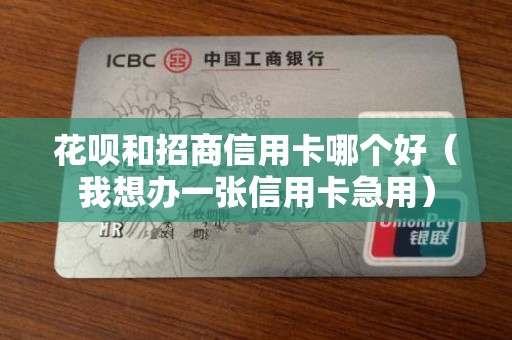 ICBC 中国工商银行
花呗和招商信用卡哪个好（
我想办一张信用卡急用）
MR
UnionPay
银联